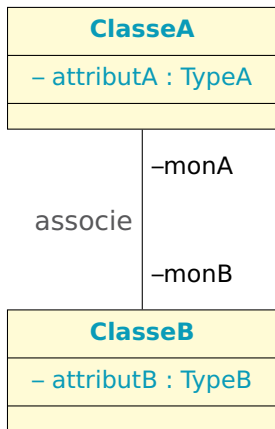 ClasseA
– attributA : TypeA
–monA
associe
–monB
ClasseB
– attributB : TypeB